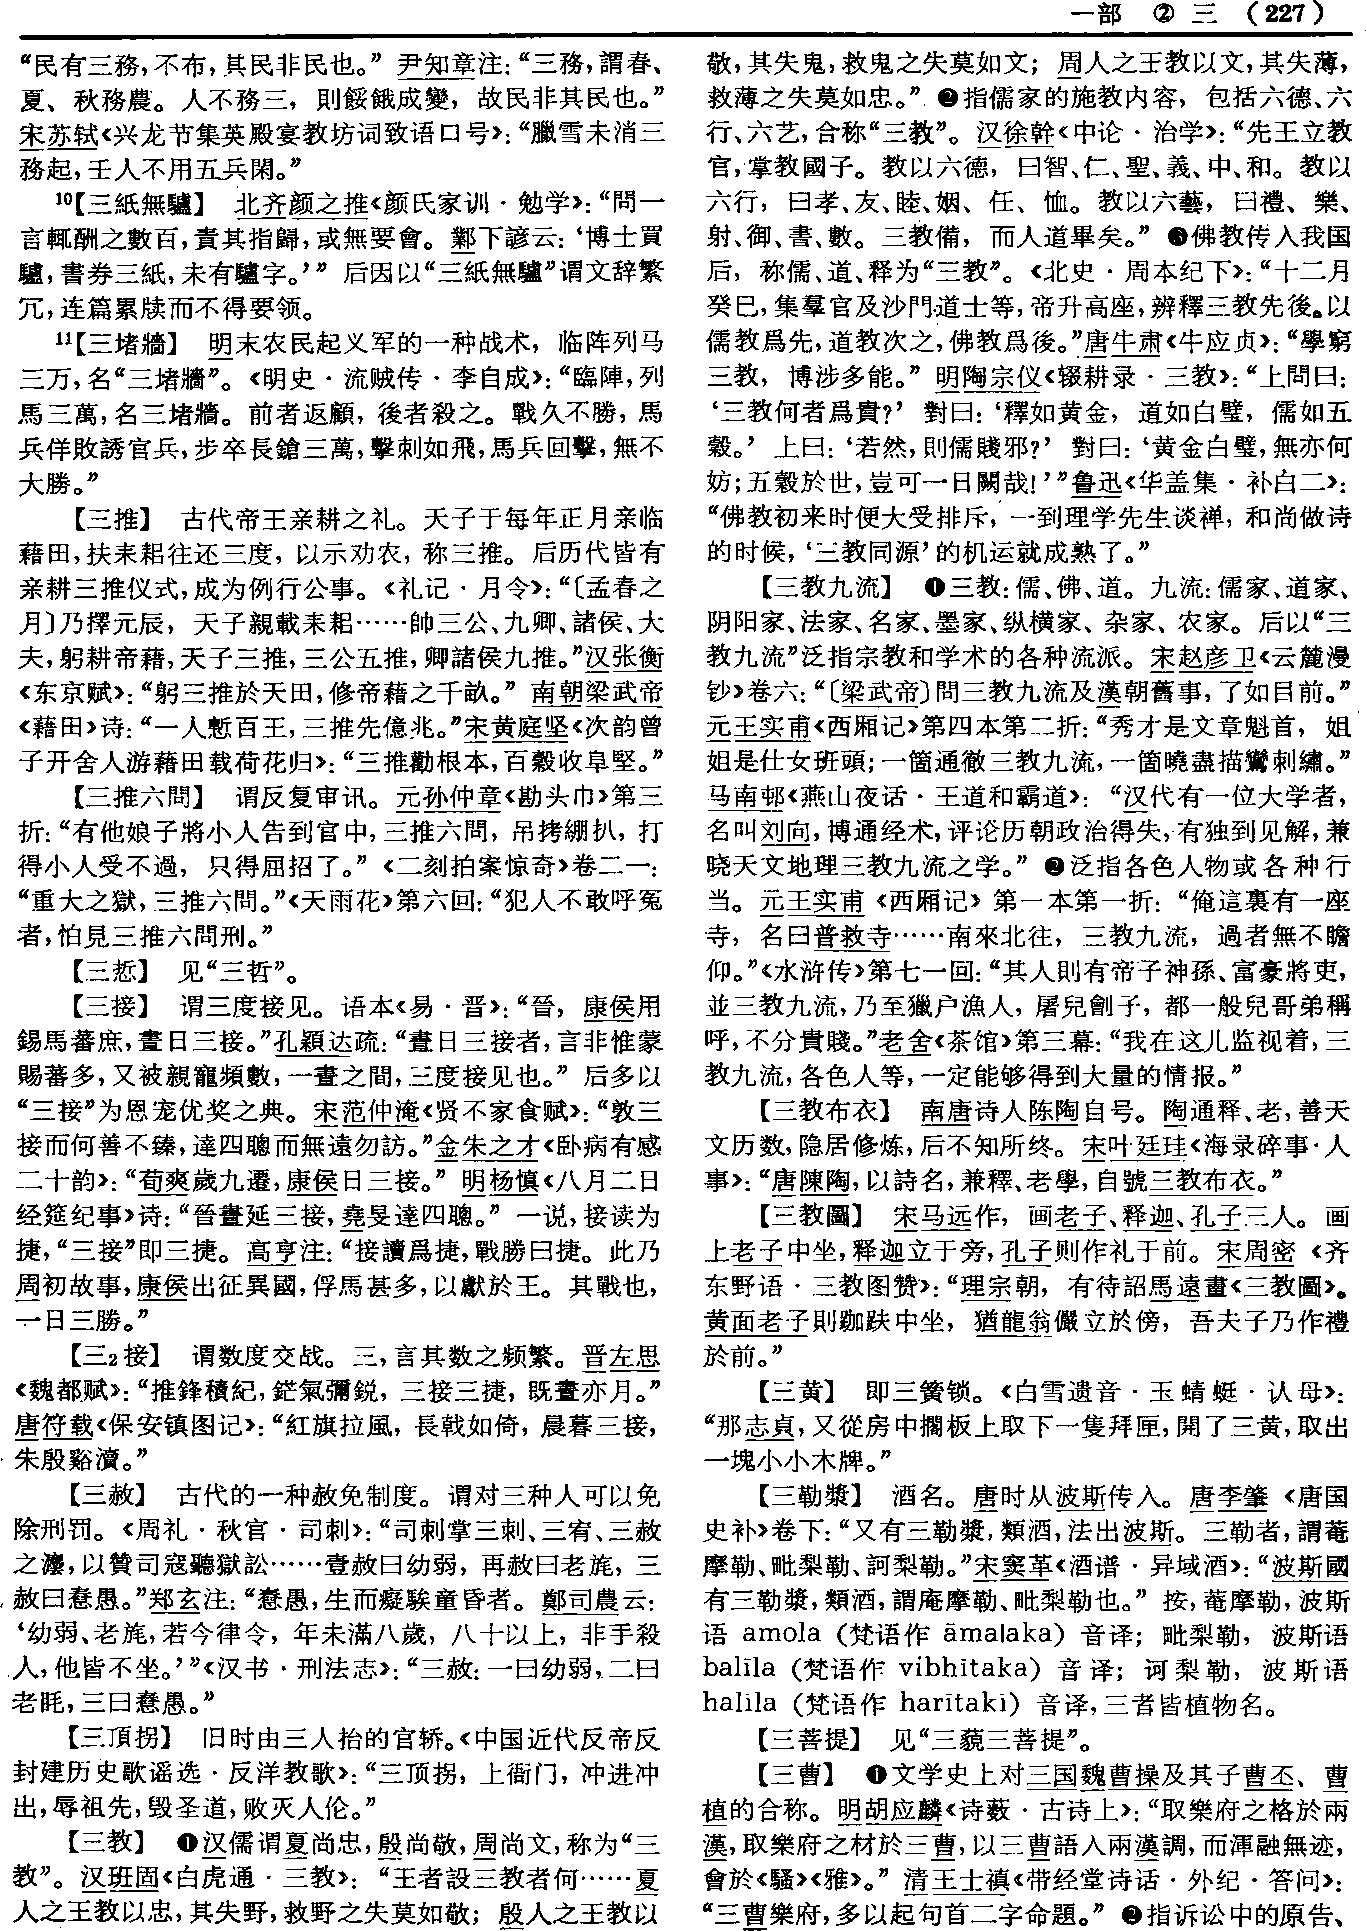 一部 ② 三 （227）
“民有三務，不布，其民非民也。” 尹知章注：“三務，謂春、
夏、秋務農。人不務三，則餒餓成變，故民非其民也。”
宋苏轼《兴龙节集英殿宴教坊词致语口号》：“臘雪未消三
務起，壬人不用五兵閑。”
¹⁰【三紙無驢】 北齐颜之推《颜氏家训·勉学》：“問一
言輒酬之數百，責其指歸，或無要會。鄴下諺云：‘博士買
驢，書券三紙，未有驢字。’” 后因以“三紙無驢”谓文辞繁
冗，连篇累牍而不得要领。
¹¹【三堵牆】 明末农民起义军的一种战术，临阵列马
三万，名“三堵牆”。《明史·流贼传·李自成》：“臨陣，列
馬三萬，名三堵牆。前者返顧，後者殺之。戰久不勝，馬
兵佯敗誘官兵，步卒長鎗三萬，擊刺如飛，馬兵回擊，無不
大勝。”
【三推】 古代帝王亲耕之礼。天子于每年正月亲临
藉田，扶耒耜往还三度，以示劝农，称三推。后历代皆有
亲耕三推仪式，成为例行公事。《礼记·月令》：“〔孟春之
月〕乃擇元辰，天子親載耒耜……帥三公、九卿、諸侯、大
夫，躬耕帝藉，天子三推，三公五推，卿諸侯九推。”汉张衡
《东京赋》：“躬三推於天田，修帝藉之千畝。” 南朝梁武帝
《藉田》诗：“一人慙百王，三推先億兆。”宋黄庭坚《次韵曾
子开舍人游藉田载荷花归》：“三推勸根本，百穀收阜堅。”
【三推六問】 谓反复审讯。元孙仲章《勘头巾》第三
折：“有他娘子將小人告到官中，三推六問，吊拷綳扒，打
得小人受不過，只得屈招了。”《二刻拍案惊奇》卷二一：
“重大之獄，三推六問。”《天雨花》第六回：“犯人不敢呼冤
者，怕見三推六問刑。”
【三悊】 见“三哲”。
【三接】 谓三度接见。语本《易·晋》：“晉，康侯用
錫馬蕃庶，晝日三接。”孔穎达疏：“晝日三接者，言非惟蒙
賜蕃多，又被親寵頻數，一晝之間，三度接見也。” 后多以
“三接”为恩宠优奖之典。宋范仲淹《贤不家食赋》：“敦三
接而何善不臻，達四聰而無遠勿訪。”金朱之才《卧病有感
二十韵》：“荀爽歲九遷，康侯日三接。” 明杨慎《八月二日
经筵纪事》诗：“晉晝延三接，堯旻達四聰。” 一说，接读为
捷，“三接”即三捷。高亨注：“接讀爲捷，戰勝曰捷。此乃
周初故事，康侯出征異國，俘馬甚多，以獻於王。其戰也，
一日三勝。”
【三₂接】 谓数度交战。三，言其数之频繁。晋左思
《魏都赋》：“推鋒積紀，鋩氣彌鋭，三接三捷，既晝亦月。”
唐符载《保安镇图记》：“紅旗拉風，長戟如倚，晨暮三接，
朱殷谿瀆。”
【三赦】 古代的一种赦免制度。谓对三种人可以免
除刑罚。《周礼·秋官·司刺》：“司刺掌三刺、三宥、三赦
之灋，以贊司寇聽獄訟……壹赦曰幼弱，再赦曰老旄，三
赦曰憃愚。”郑玄注：“憃愚，生而癡騃童昏者。鄭司農云：
‘幼弱、老旄，若今律令，年未滿八歲，八十以上，非手殺
人，他皆不坐。’”《汉书·刑法志》：“三赦：一曰幼弱，二曰
老眊，三曰憃愚。”
【三頂拐】 旧时由三人抬的官轿。《中国近代反帝反
封建历史歌谣选·反洋教歌》：“三顶拐，上衙门，冲进冲
出，辱祖先，毁圣道，败灭人伦。”
【三教】 ❶汉儒谓夏尚忠，殷尚敬，周尚文，称为“三
教”。汉班固《白虎通·三教》：“王者設三教者何……夏
人之王教以忠，其失野，救野之失莫如敬；殷人之王教以
敬，其失鬼，救鬼之失莫如文；周人之王教以文，其失薄，
救薄之失莫如忠。” ❷指儒家的施教内容，包括六德、六
行、六艺，合称“三教”。汉徐幹《中论·治学》：“先王立教
官，掌教國子。教以六德，曰智、仁、聖、義、中、和。教以
六行，曰孝、友、睦、姻、任、恤。教以六藝，曰禮、樂、
射、御、書、數。三教備，而人道畢矣。” ❸佛教传入我国
后，称儒、道、释为“三教”。《北史·周本纪下》：“十二月
癸巳，集羣官及沙門道士等，帝升高座，辨釋三教先後。以
儒教爲先，道教次之，佛教爲後。”唐牛肃《牛应贞》：“學窮
三教，博涉多能。” 明陶宗仪《辍耕录·三教》：“上問曰：
‘三教何者爲貴？’ 對曰：‘釋如黄金，道如白璧，儒如五
穀。’ 上曰：‘若然，則儒賤邪？’ 對曰：‘黄金白璧，無亦何
妨；五穀於世，豈可一日闕哉！’”鲁迅《华盖集·补白二》：
“佛教初来时便大受排斥，一到理学先生谈禅，和尚做诗
的时候，‘三教同源’的机运就成熟了。”
【三教九流】 ❶三教：儒、佛、道。九流：儒家、道家、
阴阳家、法家、名家、墨家、纵横家、杂家、农家。后以“三
教九流”泛指宗教和学术的各种流派。宋赵彦卫《云麓漫
钞》卷六：“〔梁武帝〕問三教九流及漢朝舊事，了如目前。”
元王实甫《西厢记》第四本第二折：“秀才是文章魁首，姐
姐是仕女班頭；一箇通徹三教九流，一箇曉盡描鸞刺繡。”
马南邨《燕山夜话·王道和霸道》：“汉代有一位大学者，
名叫刘向，博通经术，评论历朝政治得失，有独到见解，兼
晓天文地理三教九流之学。” ❷泛指各色人物或各种行
当。元王实甫《西厢记》第一本第一折：“俺這裏有一座
寺，名曰普救寺……南來北往，三教九流，過者無不瞻
仰。”《水浒传》第七一回：“其人則有帝子神孫、富豪將吏，
並三教九流，乃至獵户漁人，屠兒劊子，都一般兒哥弟稱
呼，不分貴賤。”老舍《茶馆》第三幕：“我在这儿监视着，三
教九流，各色人等，一定能够得到大量的情报。”
【三教布衣】 南唐诗人陈陶自号。陶通释、老，善天
文历数，隐居修炼，后不知所终。宋叶廷珪《海录碎事·人
事》：“唐陳陶，以詩名，兼釋、老學，自號三教布衣。”
【三教圖】 宋马远作，画老子、释迦、孔子三人。画
上老子中坐，释迦立于旁，孔子则作礼于前。宋周密《齐
东野语·三教图赞》：“理宗朝，有待詔馬遠畫《三教圖》。
黄面老子則跏趺中坐，猶龍翁儼立於傍，吾夫子乃作禮
於前。”
【三黄】 即三簧锁。《白雪遗音·玉蜻蜓·认母》：
“那志貞，又從房中擱板上取下一隻拜匣，開了三黄，取出
一塊小小木牌。”
【三勒漿】 酒名。唐时从波斯传入。唐李肇《唐国
史补》卷下：“又有三勒漿，類酒，法出波斯。三勒者，謂菴
摩勒、毗梨勒、訶梨勒。”宋窦苹《酒谱·异域酒》：“波斯國
有三勒漿，類酒，謂庵摩勒、毗梨勒也。” 按，菴摩勒，波斯
语 amola（梵语作 āmalaka）音译；毗梨勒，波斯语
balīla（梵语作 vibhītaka）音译；诃梨勒，波斯语
halīla（梵语作 harītakī）音译，三者皆植物名。
【三菩提】 见“三藐三菩提”。
【三曹】 ❶文学史上对三国魏曹操及其子曹丕、曹
植的合称。明胡应麟《诗薮·古诗上》：“取樂府之格於兩
漢，取樂府之材於三曹，以三曹語入兩漢調，而渾融無迹，
會於《騷》《雅》。” 清王士禛《带经堂诗话·外纪·答问》：
“三曹樂府，多以起句首二字命題。” ❷指诉讼中的原告、